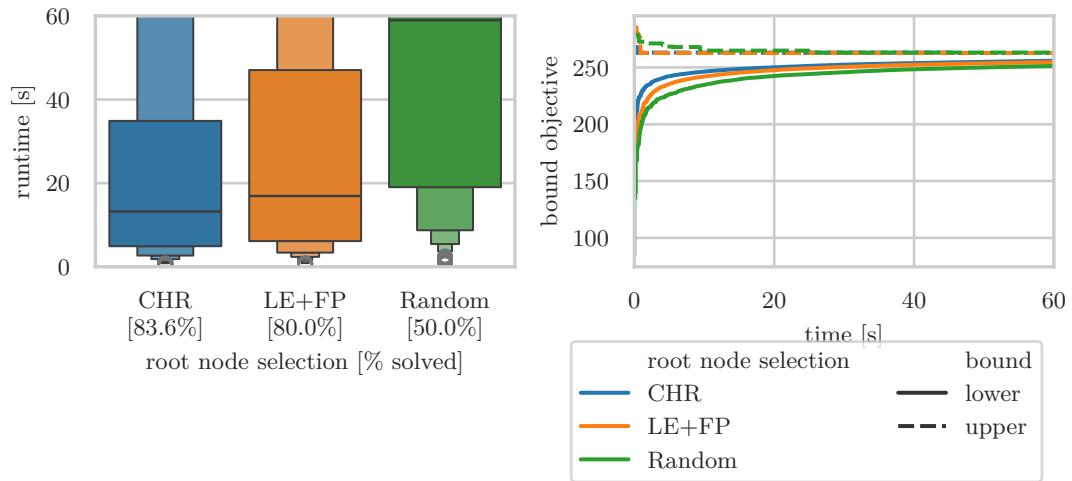 60
40
20
0
runtime [s]
CHR
[83.6%]
LE+FP
[80.0%]
Random
[50.0%]
root node selection [% solved]
250
200
150
100
bound objective
0
20
40
60
time [s]
root node selection
CHR
LE+FP
Random
bound
lower
upper